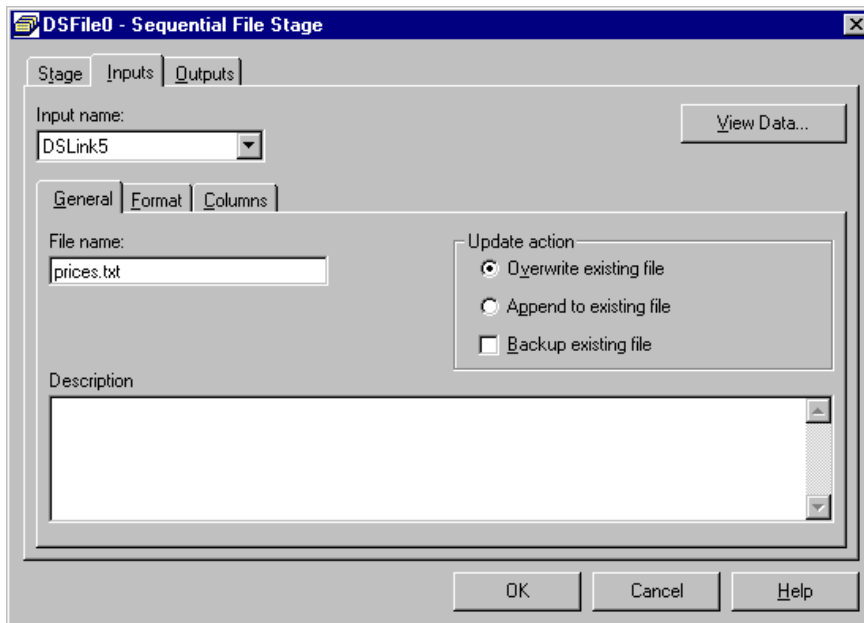 DSFile0 - Sequential File Stage
Stage Inputs Outputs
Input name:
DSLink5
View Data...
General Format Columns
File name:
prices.txt
Update action
Overwrite existing file
Append to existing file
Backup existing file
Description
OK Cancel Help